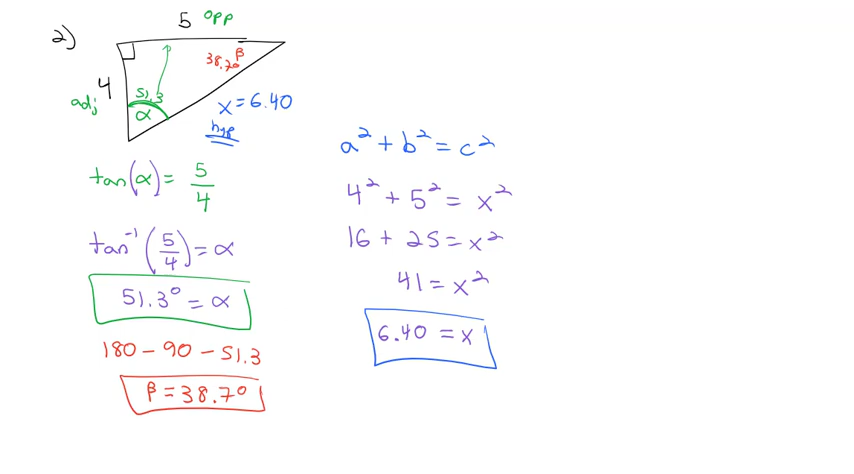 2)
5 opp
38.7° β
4
adj
51.3
α
x = 6.40
hyp
tan(α) = 5/4
tan⁻¹(5/4) = α
51.3° = α
180 - 90 - 51.3
β = 38.7°
a² + b² = c²
4² + 5² = x²
16 + 25 = x²
41 = x²
6.40 = x